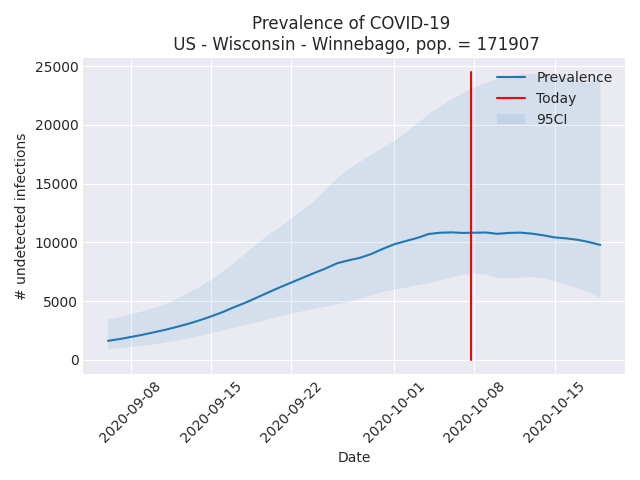 Prevalence of COVID-19
US - Wisconsin - Winnebago, pop. = 171907
25000
20000
15000
10000
5000
0
# undetected infections
Prevalence
Today
95CI
2020-09-08
2020-09-15
2020-09-22
2020-10-01
2020-10-08
2020-10-15
Date